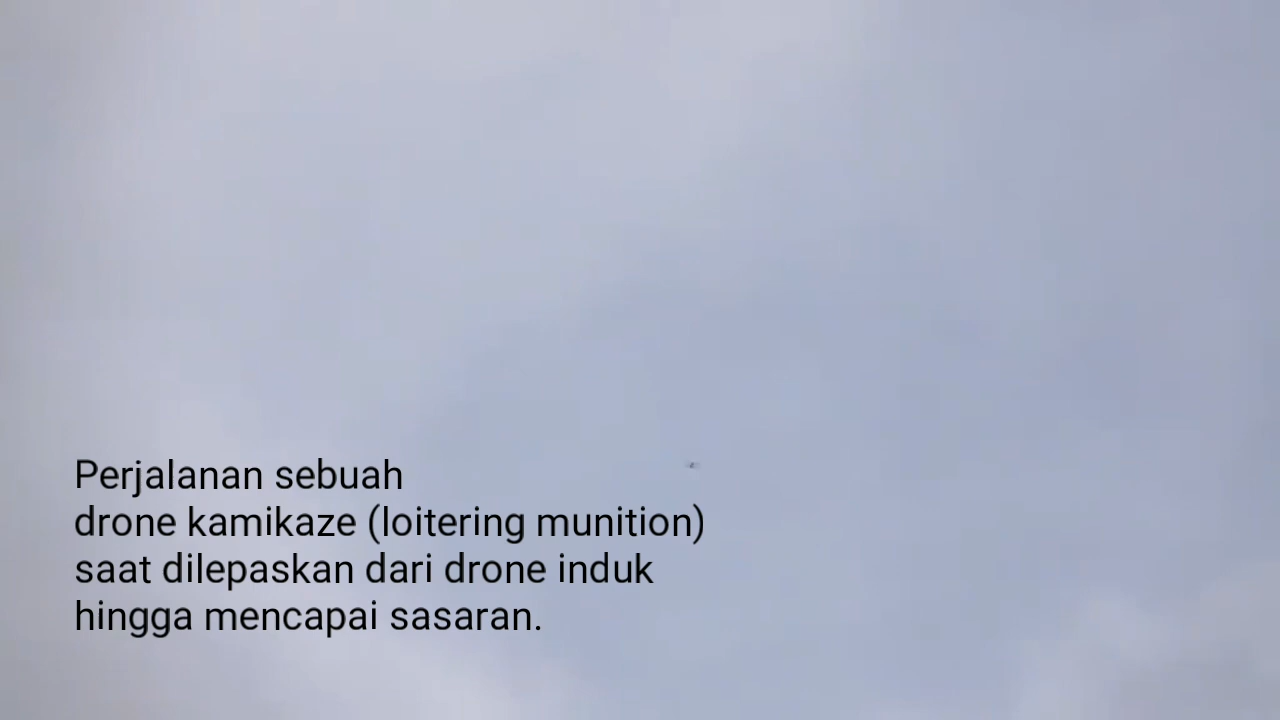 Perjalanan sebuah
drone kamikaze (loitering munition)
saat dilepaskan dari drone induk
hingga mencapai sasaran.